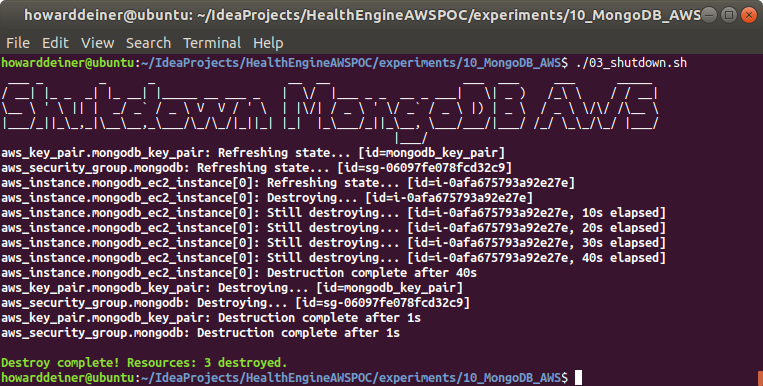 howarddeiner@ubuntu: ~/IdeaProjects/HealthEngineAWSPOC/experiments/10_MongoDB_AWS
File Edit View Search Terminal Help
howarddeiner@ubuntu:~/IdeaProjects/HealthEngineAWSPOC/experiments/10_MongoDB_AWS$ ./03_shutdown.sh
Shutdown MongoDB AWS
aws_key_pair.mongodb_key_pair: Refreshing state... [id=mongodb_key_pair]
aws_security_group.mongodb: Refreshing state... [id=sg-06097fe078fcd32c9]
aws_instance.mongodb_ec2_instance[0]: Refreshing state... [id=i-0afa675793a92e27e]
aws_instance.mongodb_ec2_instance[0]: Destroying... [id=i-0afa675793a92e27e]
aws_instance.mongodb_ec2_instance[0]: Still destroying... [id=i-0afa675793a92e27e, 10s elapsed]
aws_instance.mongodb_ec2_instance[0]: Still destroying... [id=i-0afa675793a92e27e, 20s elapsed]
aws_instance.mongodb_ec2_instance[0]: Still destroying... [id=i-0afa675793a92e27e, 30s elapsed]
aws_instance.mongodb_ec2_instance[0]: Still destroying... [id=i-0afa675793a92e27e, 40s elapsed]
aws_instance.mongodb_ec2_instance[0]: Destruction complete after 40s
aws_key_pair.mongodb_key_pair: Destroying... [id=mongodb_key_pair]
aws_security_group.mongodb: Destroying... [id=sg-06097fe078fcd32c9]
aws_key_pair.mongodb_key_pair: Destruction complete after 1s
aws_security_group.mongodb: Destruction complete after 1s
Destroy complete! Resources: 3 destroyed.
howarddeiner@ubuntu:~/IdeaProjects/HealthEngineAWSPOC/experiments/10_MongoDB_AWS$